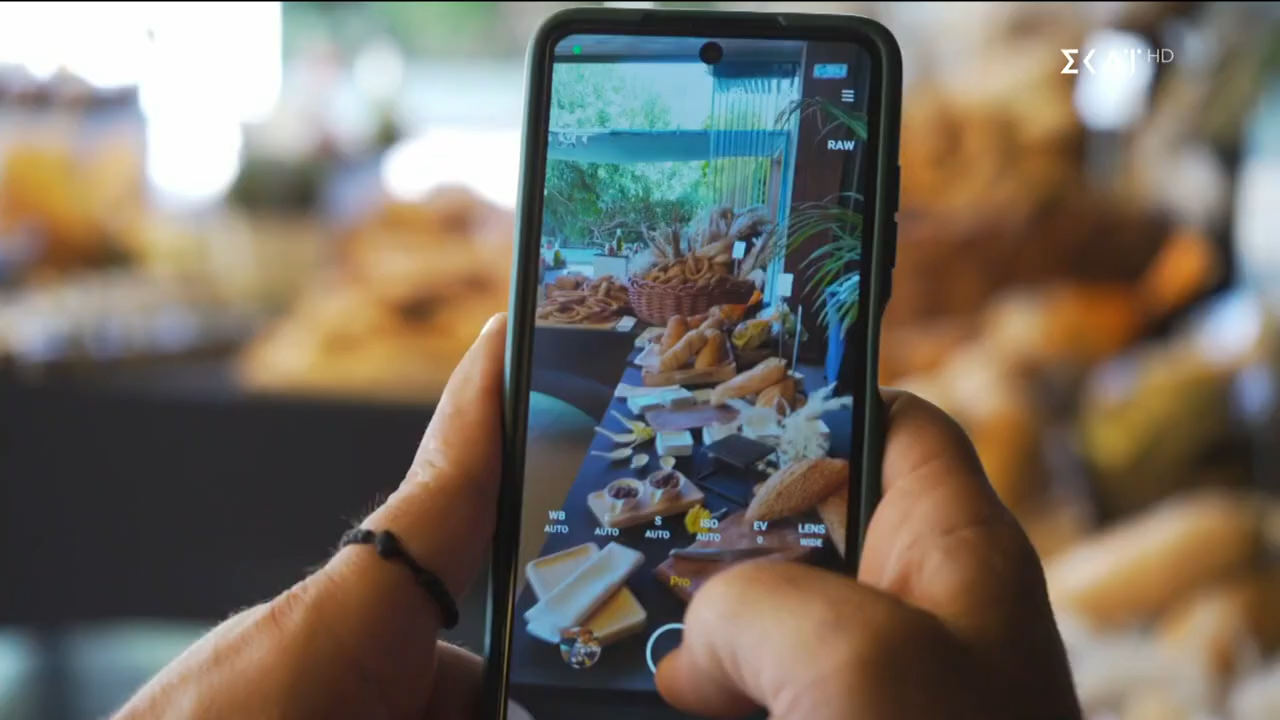 ΣΚΑΪ HD
RAW
WB S ISO EV LENS
AUTO AUTO AUTO AUTO 0 WIDE
Pro